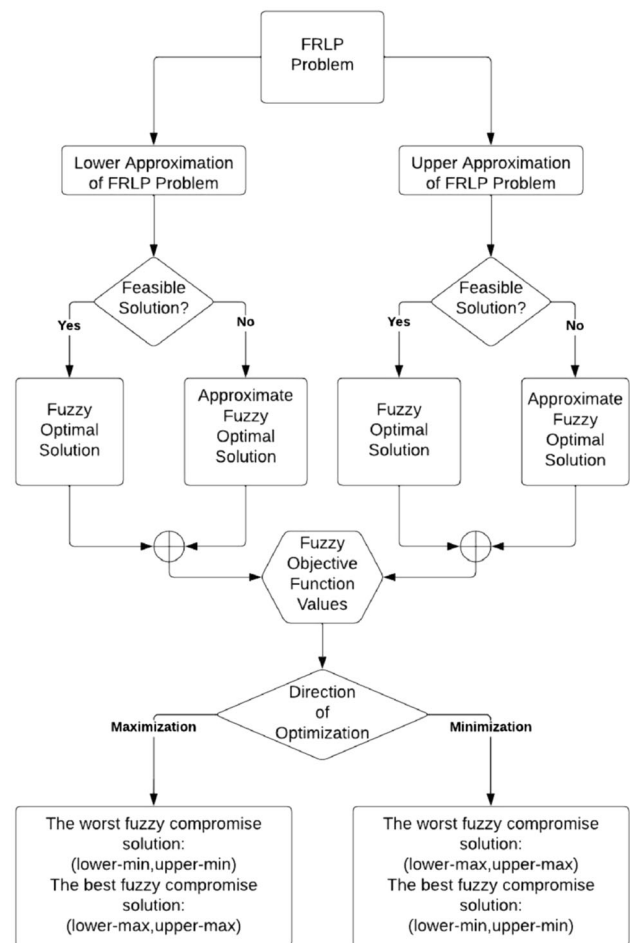 FRLP
Problem
Lower Approximation
of FRLP Problem
Upper Approximation
of FRLP Problem
Feasible
Solution?
Feasible
Solution?
Yes
No
Yes
No
Fuzzy
Optimal
Solution
Approximate
Fuzzy
Optimal
Solution
Fuzzy
Optimal
Solution
Approximate
Fuzzy
Optimal
Solution
Fuzzy
Objective
Function
Values
Direction
of
Optimization
Maximization
Minimization
The worst fuzzy compromise
solution:
(lower-min,upper-min)
The best fuzzy compromise
solution:
(lower-max,upper-max)
The worst fuzzy compromise
solution:
(lower-max,upper-max)
The best fuzzy compromise
solution:
(lower-min,upper-min)